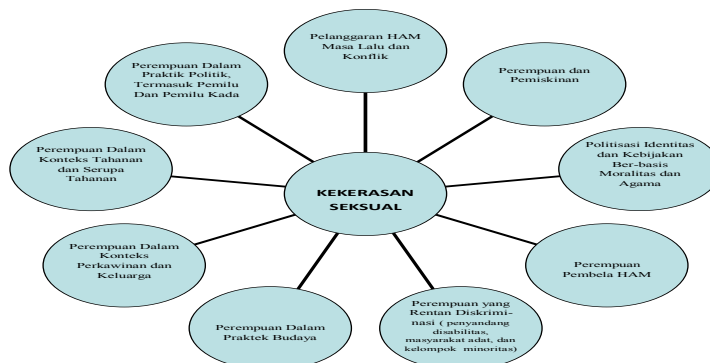 Pelanggaran HAM
Masa Lalu dan
Konflik
Perempuan Dalam
Praktik Politik,
Termasuk Pemilu
Dan Pemilu Kada
Perempuan dan
Pemiskinan
Perempuan Dalam
Konteks Tahanan
dan Serupa
Tahanan
Politisasi Identitas
dan Kebijakan
Ber-basis
Moralitas dan
Agama
KEKERASAN
SEKSUAL
Perempuan Dalam
Konteks
Perkawinan dan
Keluarga
Perempuan
Pembela HAM
Perempuan Dalam
Praktek Budaya
Perempuan yang
Rentan Diskrimi-
nasi ( penyandang
disabilitas,
masyarakat adat, dan
kelompok minoritas)